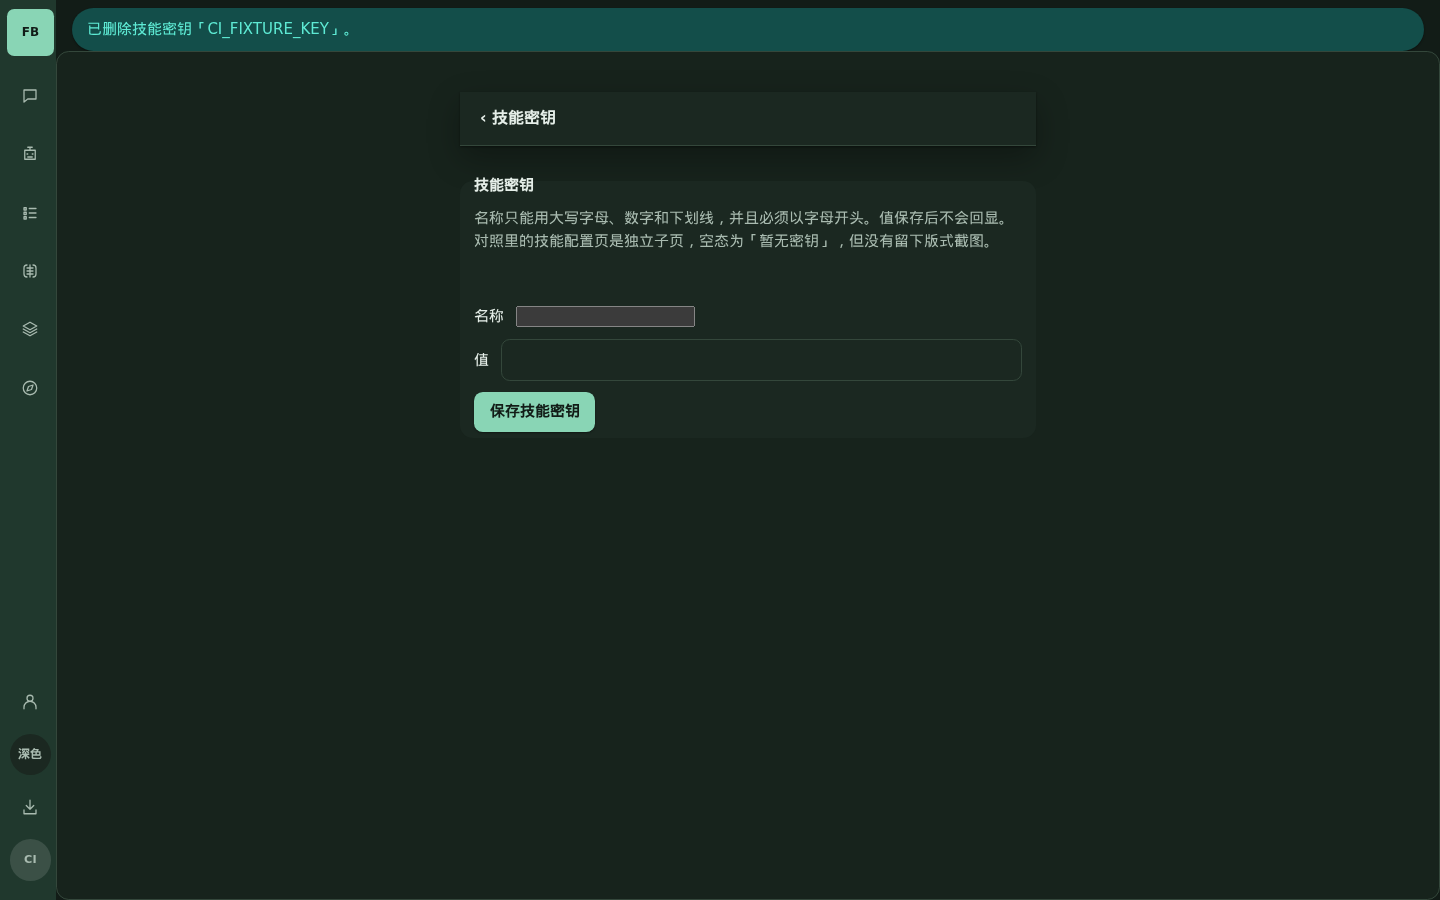 FB
已删除技能密钥「CI_FIXTURE_KEY」。
‹ 技能密钥
技能密钥
名称只能用大写字母、数字和下划线，并且必须以字母开头。值保存后不会回显。
对照里的技能配置页是独立子页，空态为「暂无密钥」，但没有留下版式截图。
名称
值
保存技能密钥
深色
CI